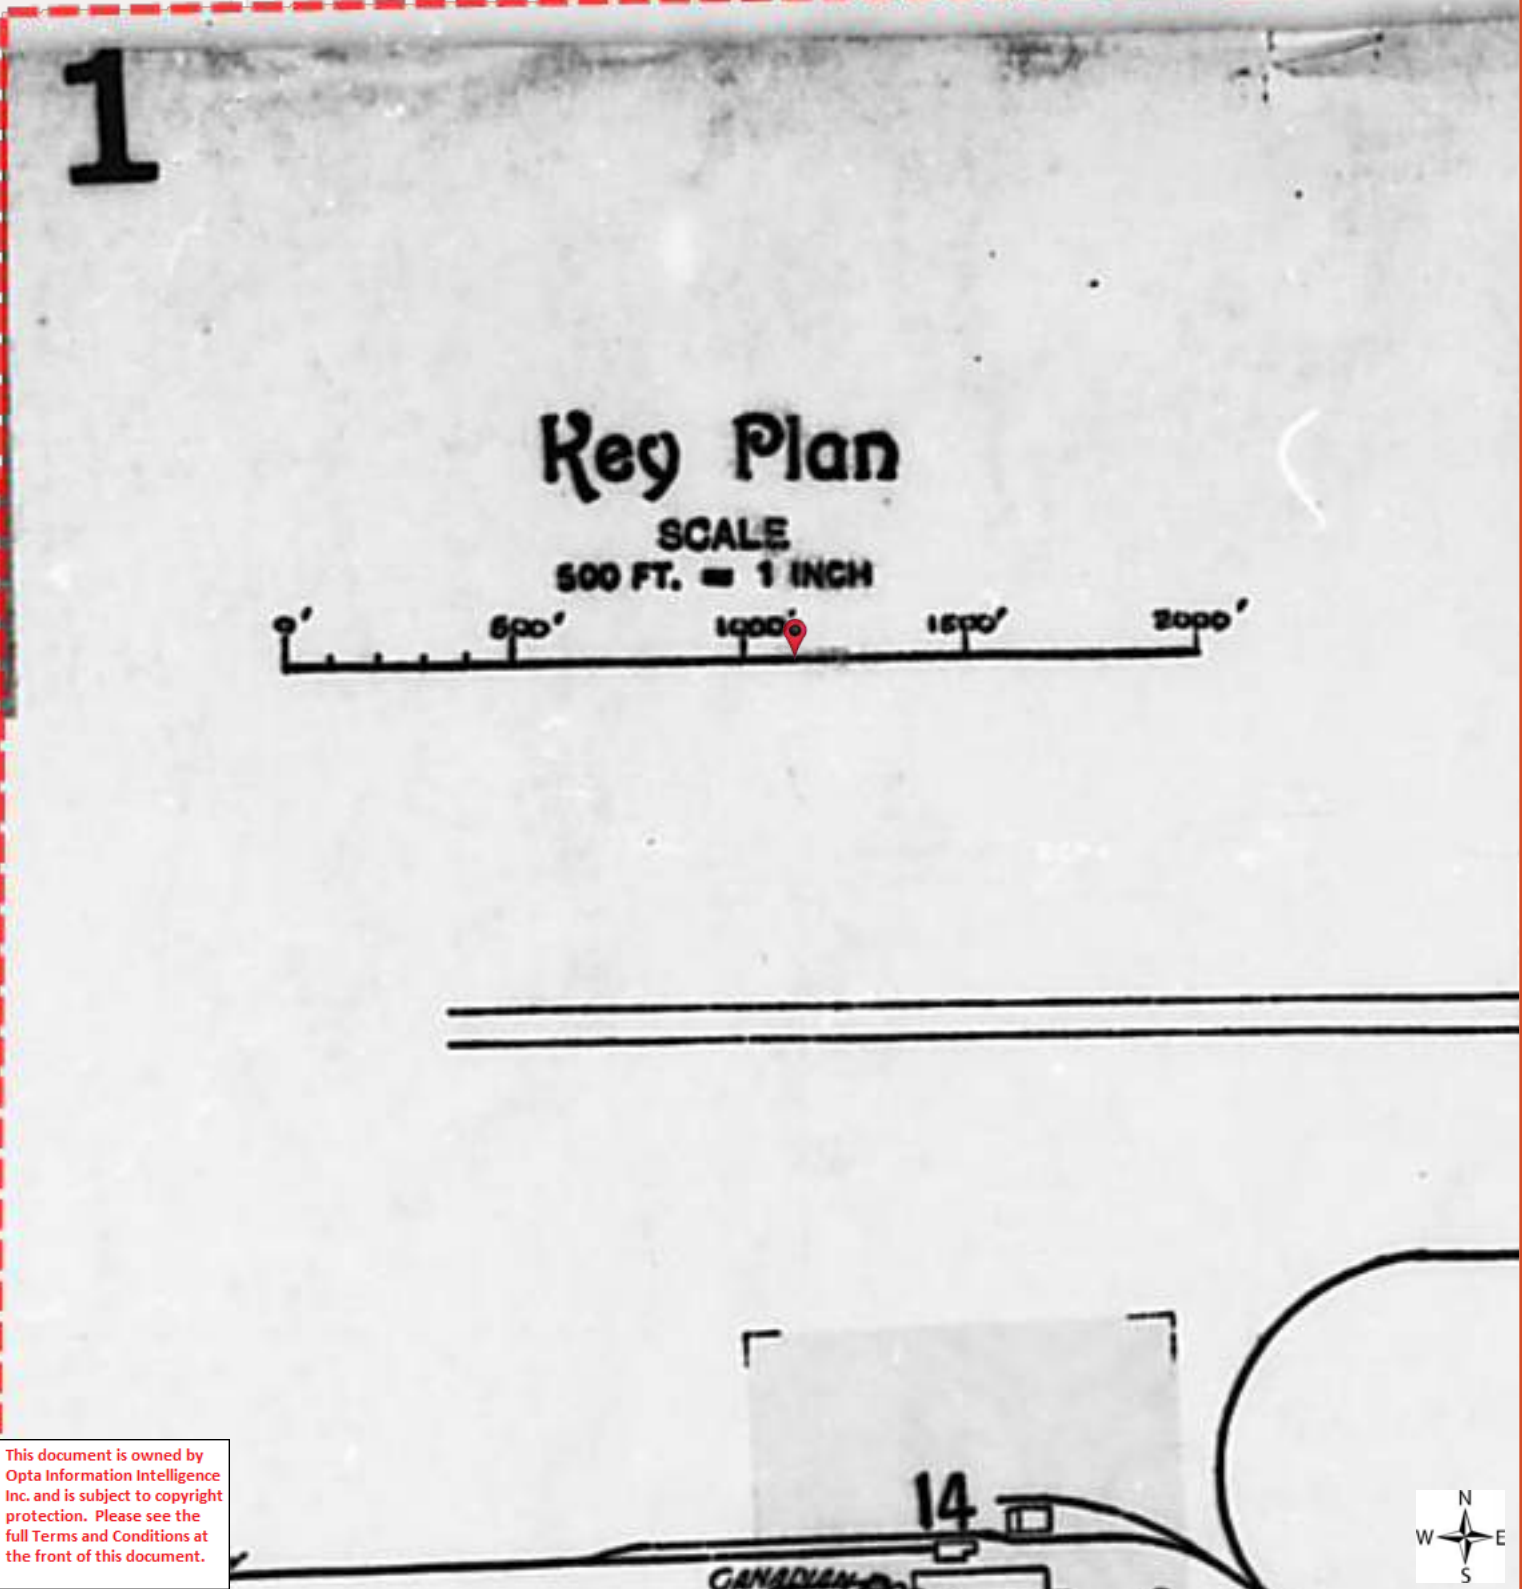 1
Key Plan
SCALE
500 FT. = 1 INCH
0' 500' 1000' 1500' 2000'
14
CANADIAN
This document is owned by
Opta Information Intelligence
Inc. and is subject to copyright
protection. Please see the
full Terms and Conditions at
the front of this document.
N
W E
S